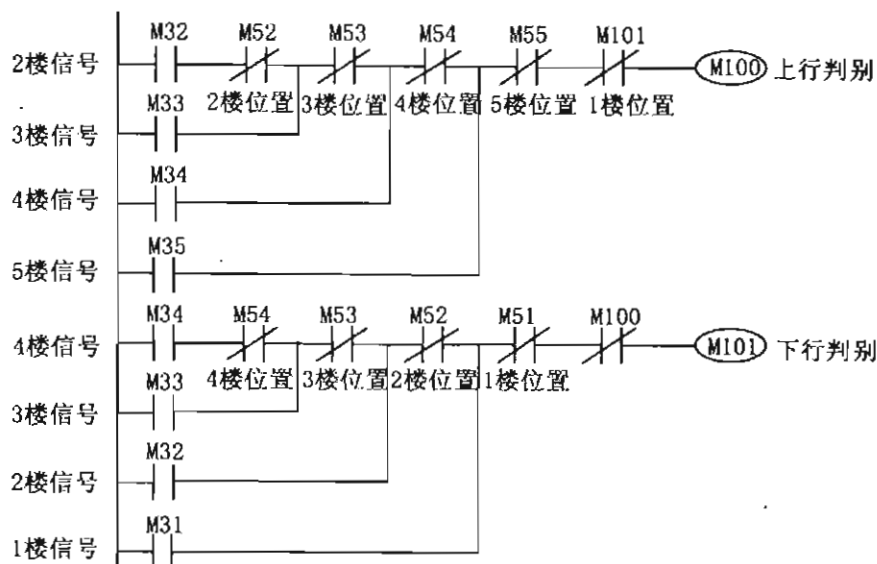 M32 M52 M53 M54 M55 M101
2楼信号 M100 上行判别
2楼位置 3楼位置 4楼位置 5楼位置 1楼位置
M33
3楼信号
M34
4楼信号
M35
5楼信号
M34 M54 M53 M52 M51 M100
4楼信号 M101 下行判别
4楼位置 3楼位置 2楼位置 1楼位置
M33
3楼信号
M32
2楼信号
M31
1楼信号